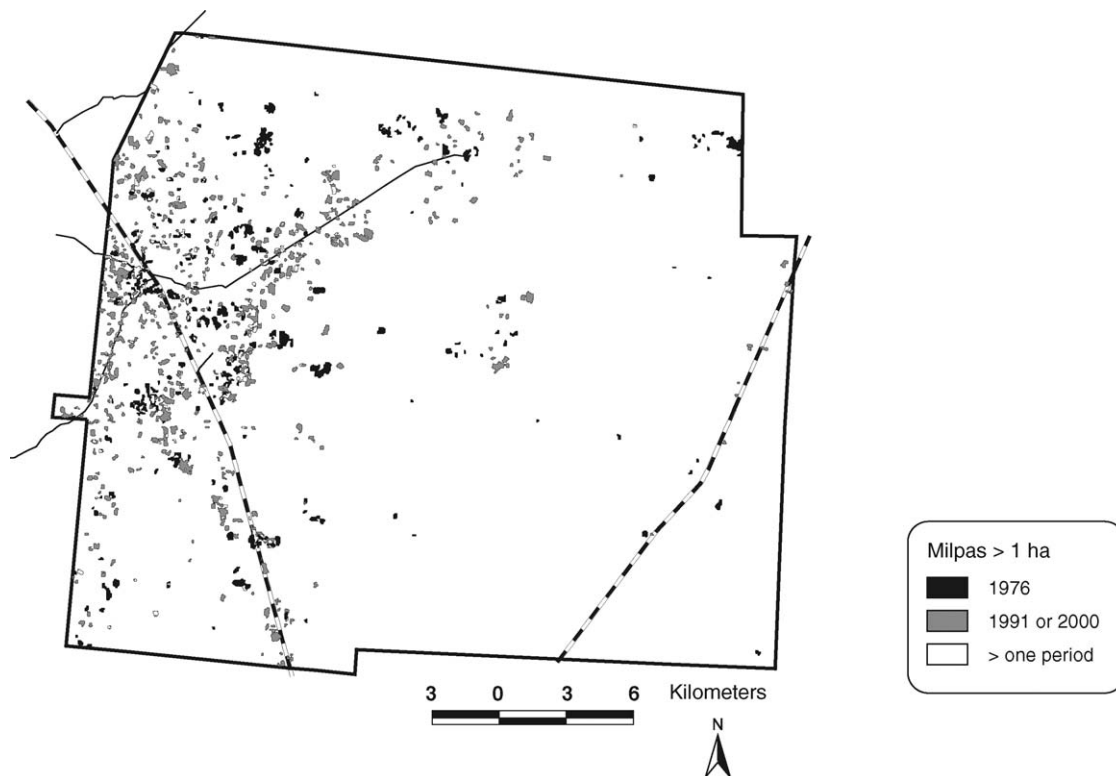 Milpas > 1 ha
1976
1991 or 2000
> one period
3 0 3 6 Kilometers
N